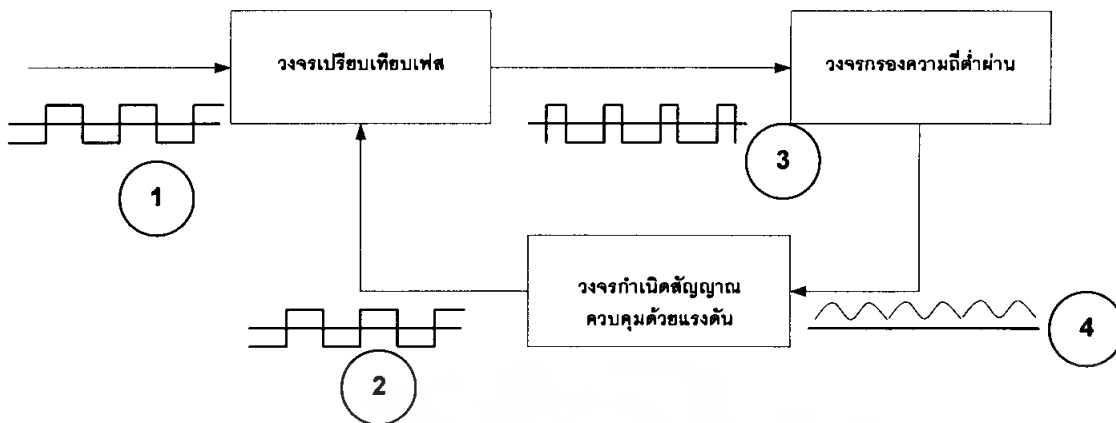 วงจรเปรียบเทียบเฟส
วงจรกรองความถี่ต่ำผ่าน
1
3
วงจรกำเนิดสัญญาณ
ควบคุมด้วยแรงดัน
4
2